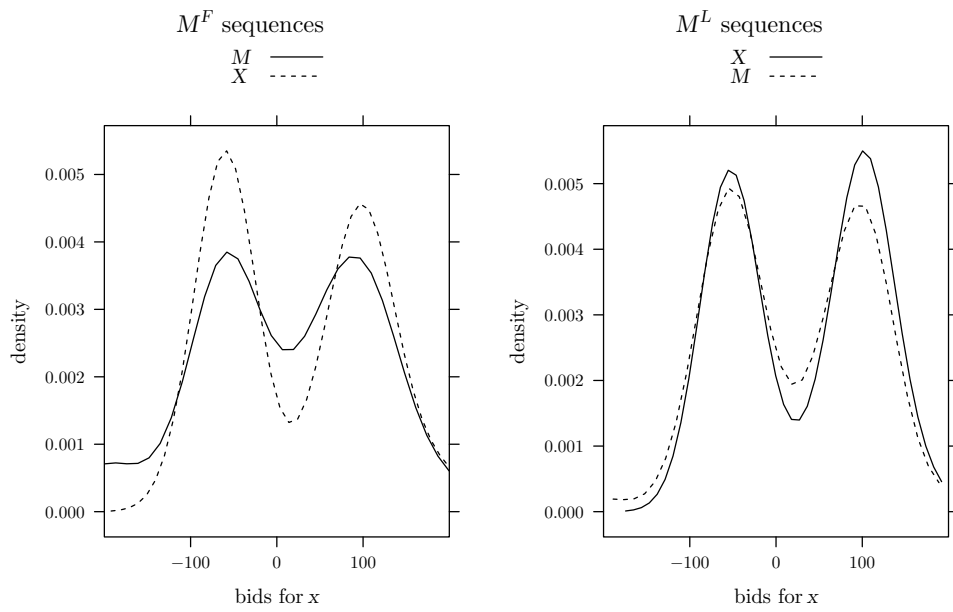 M^F sequences
M
X
density
0.005
0.004
0.003
0.002
0.001
0.000
−100 0 100
bids for x
M^L sequences
X
M
density
0.005
0.004
0.003
0.002
0.001
0.000
−100 0 100
bids for x